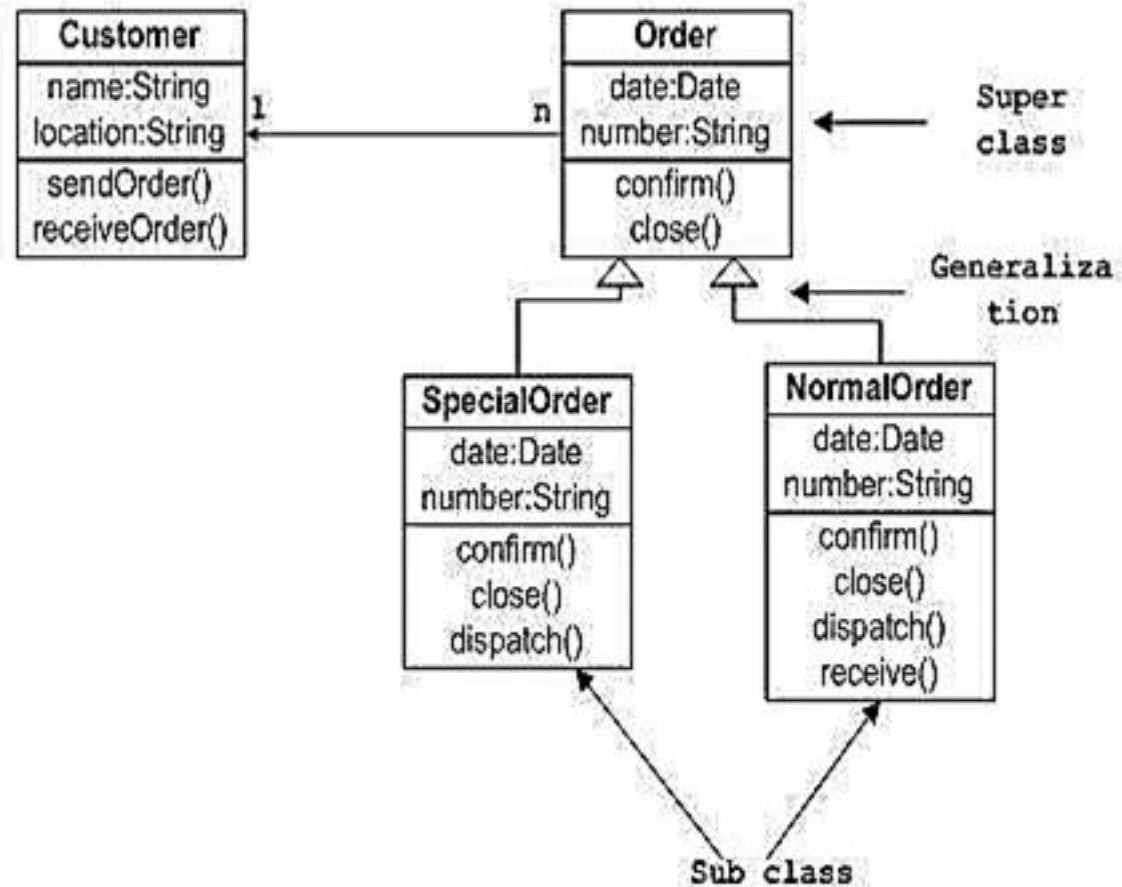 Customer
name:String
location:String
sendOrder()
receiveOrder()
1
n
Order
date:Date
number:String
confirm()
close()
Super
class
Generaliza
tion
SpecialOrder
date:Date
number:String
confirm()
close()
dispatch()
NormalOrder
date:Date
number:String
confirm()
close()
dispatch()
receive()
Sub class